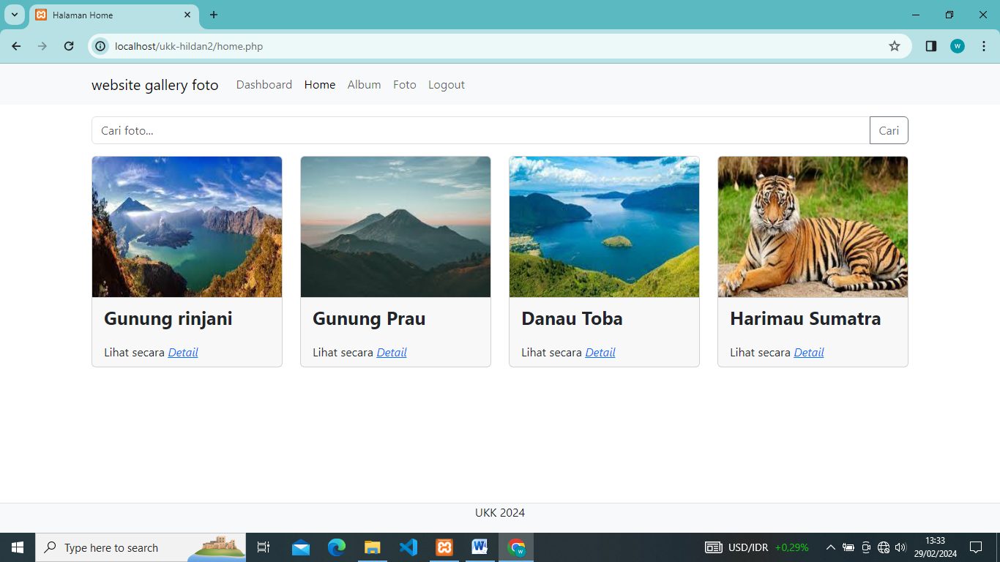 Halaman Home
localhost/ukk-hildan2/home.php
W
website gallery foto Dashboard Home Album Foto Logout
Cari foto... Cari
Gunung rinjani Gunung Prau Danau Toba Harimau Sumatra
Lihat secara Detail Lihat secara Detail Lihat secara Detail Lihat secara Detail
UKK 2024
Type here to search USD/IDR +0,29% 13:33
29/02/2024